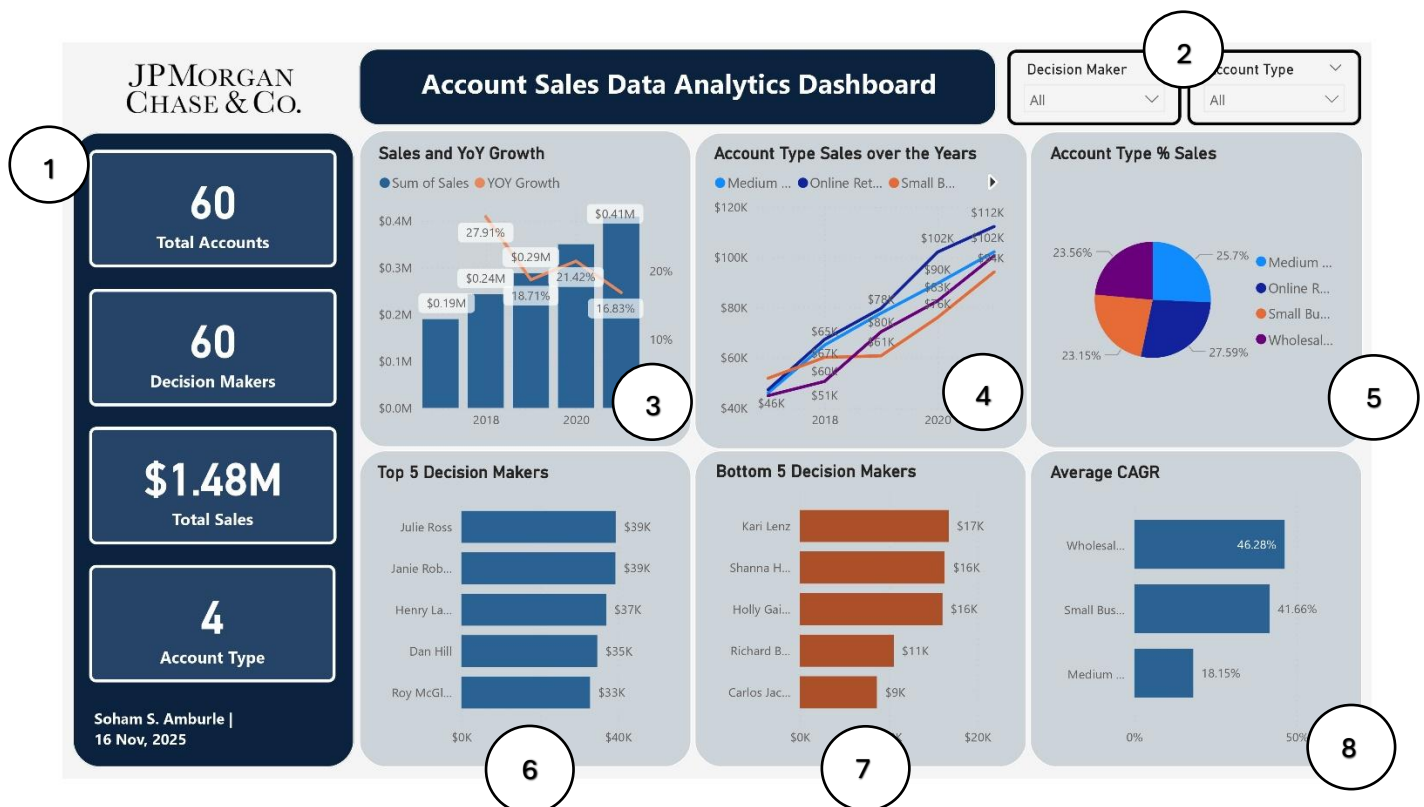 JPMORGAN
CHASE & CO.
Account Sales Data Analytics Dashboard
2
Decision Maker
All
ccount Type
All
1
60
Total Accounts
60
Decision Makers
$1.48M
Total Sales
4
Account Type
Soham S. Amburle |
16 Nov, 2025
Sales and YoY Growth
Sum of Sales YOY Growth
$0.4M
$0.3M
$0.2M
$0.1M
$0.0M
$0.41M
27.91%
$0.29M
$0.24M
21.42%
20%
$0.19M
18.71%
16.83%
10%
2018
2020
3
Account Type Sales over the Years
Medium ... Online Ret... Small B...
$120K
$100K
$80K
$60K
$40K
$112K
$102K
$102K
$90K
$94K
$83K
$78K
$76K
$80K
$65K
$61K
$67K
$60K
$51K
$46K
2018
2020
4
Account Type % Sales
23.56%
25.7%
23.15%
27.59%
Medium ...
Online R...
Small Bu...
Wholesal...
5
Top 5 Decision Makers
Julie Ross $39K
Janie Rob... $39K
Henry La... $37K
Dan Hill $35K
Roy McGl... $33K
$0K $40K
6
Bottom 5 Decision Makers
Kari Lenz $17K
Shanna H... $16K
Holly Gai... $16K
Richard B... $11K
Carlos Jac... $9K
$0K $20K
7
Average CAGR
Wholesal... 46.28%
Small Bus... 41.66%
Medium ... 18.15%
0% 50%
8